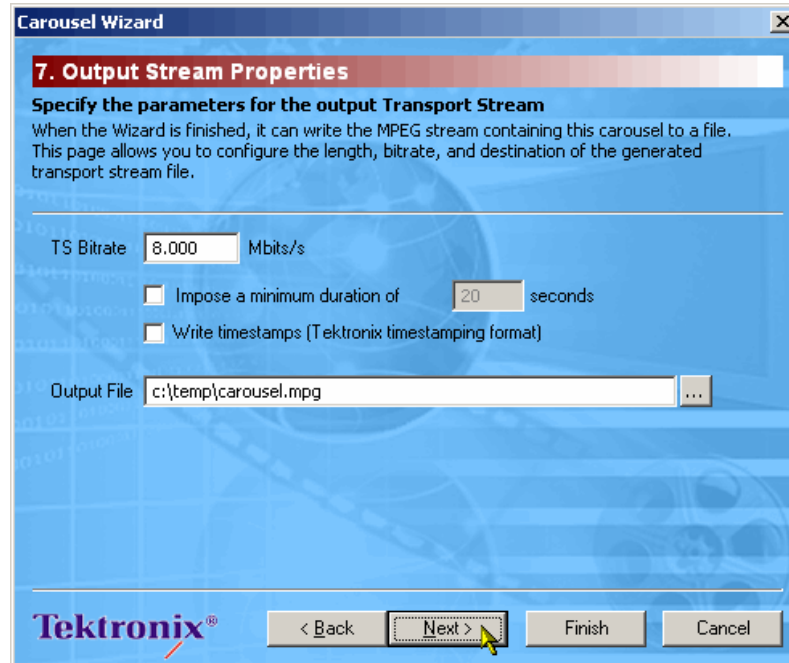 Carousel Wizard
7. Output Stream Properties
Specify the parameters for the output Transport Stream
When the Wizard is finished, it can write the MPEG stream containing this carousel to a file.
This page allows you to configure the length, bitrate, and destination of the generated
transport stream file.
TS Bitrate 8.000 Mbits/s
Impose a minimum duration of 20 seconds
Write timestamps (Tektronix timestamping format)
Output File c:\temp\carousel.mpg ...
Tektronix® < Back Next > Finish Cancel